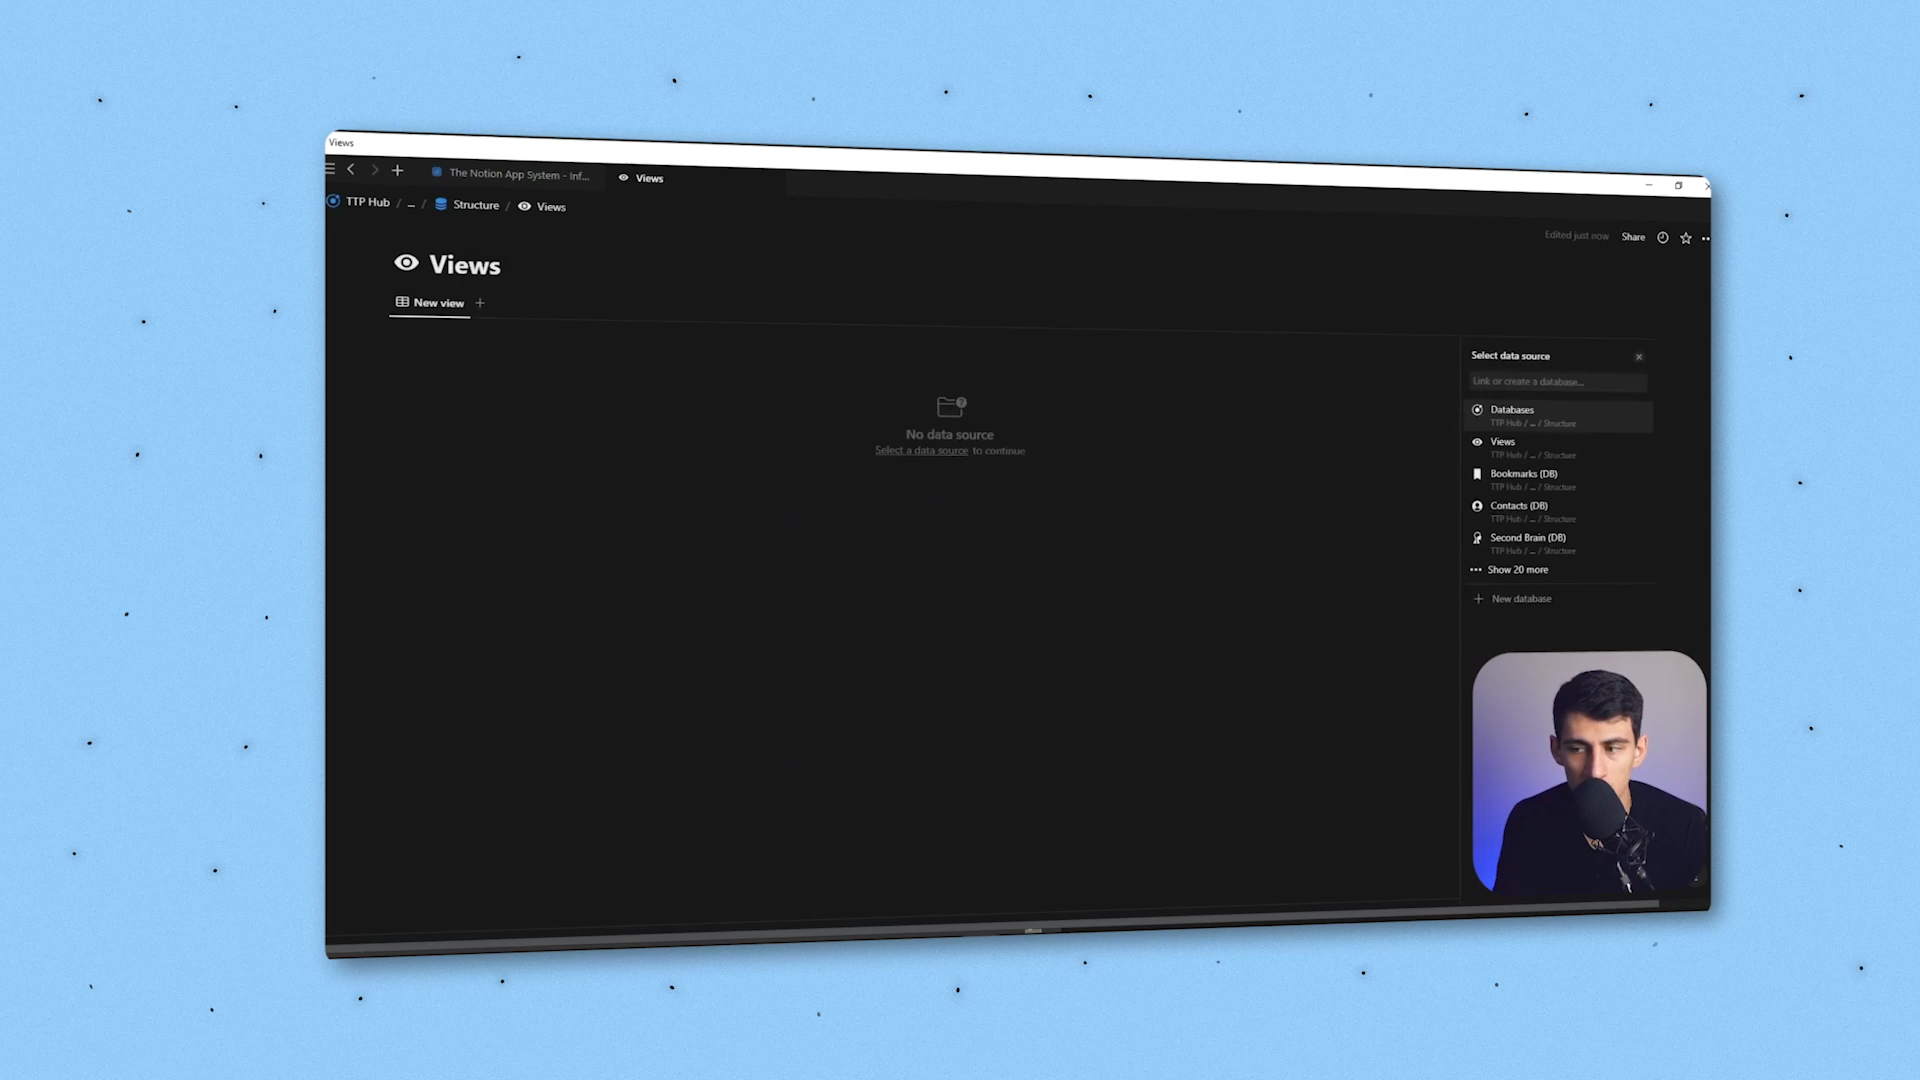 Views
The Notion App System - Inf...
Views
TTP Hub / ... / Structure / Views
Edited just now
Share
Views
New view
No data source
Select a data source to continue
Select data source
Link or create a database...
Databases
TTP Hub / ... / Structure
Views
TTP Hub / ... / Structure
Bookmarks (DB)
TTP Hub / ... / Structure
Contacts (DB)
TTP Hub / ... / Structure
Second Brain (DB)
TTP Hub / ... / Structure
Show 20 more
New database